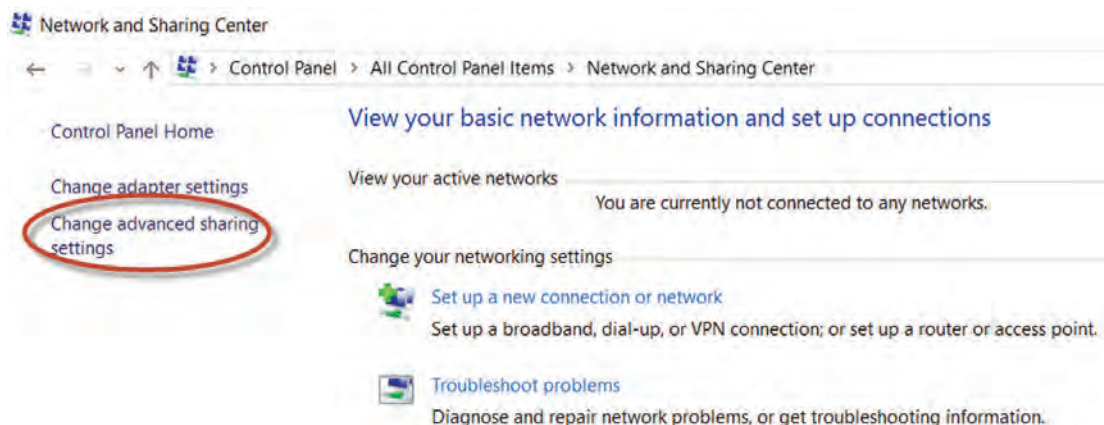 Network and Sharing Center
Control Panel > All Control Panel Items > Network and Sharing Center
Control Panel Home
Change adapter settings
Change advanced sharing
settings
View your basic network information and set up connections
View your active networks
You are currently not connected to any networks.
Change your networking settings
Set up a new connection or network
Set up a broadband, dial-up, or VPN connection; or set up a router or access point.
Troubleshoot problems
Diagnose and repair network problems, or get troubleshooting information.